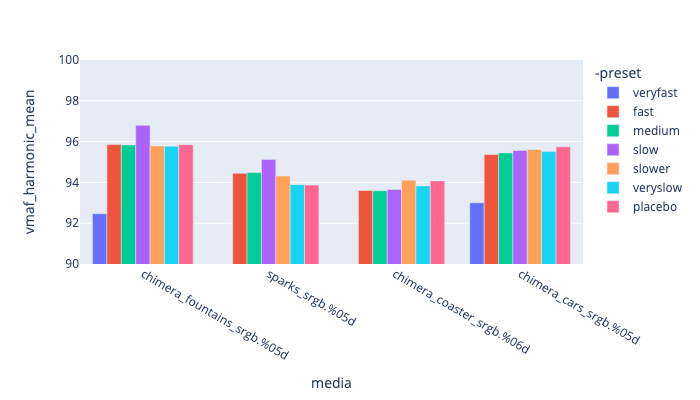 100
98
96
94
92
90
vmaf_harmonic_mean
chimera_fountains_srgb.%05d
sparks_srgb.%05d
chimera_coaster_srgb.%06d
chimera_cars_srgb.%05d
media
-preset
veryfast
fast
medium
slow
slower
veryslow
placebo